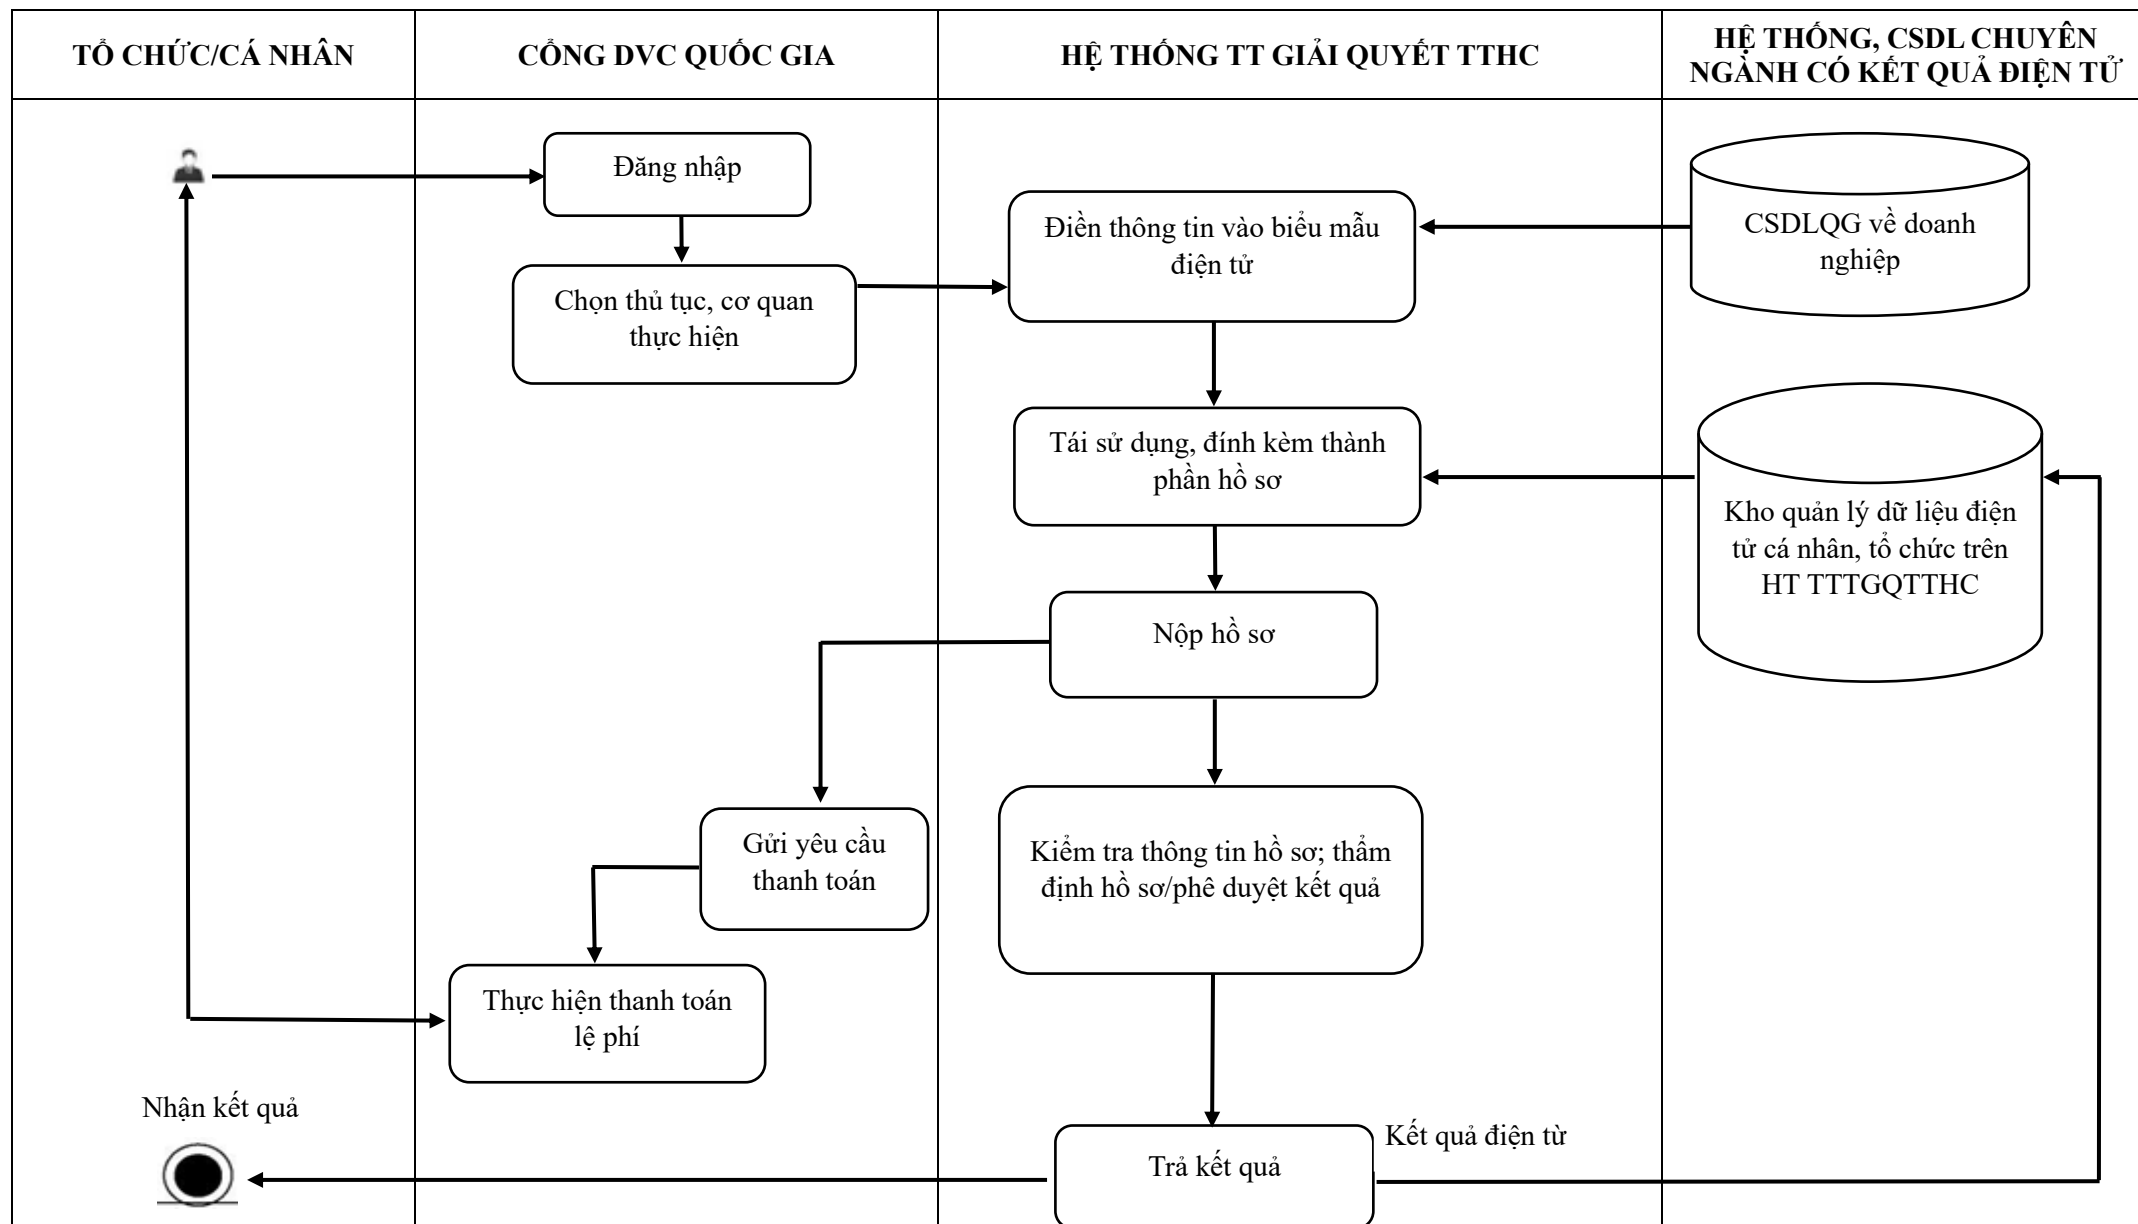 TỔ CHỨC/CÁ NHÂN
CỔNG DVC QUỐC GIA
HỆ THỐNG TT GIẢI QUYẾT TTHC
HỆ THỐNG, CSDL CHUYÊN
NGÀNH CÓ KẾT QUẢ ĐIỆN TỬ
Đăng nhập
Chọn thủ tục, cơ quan
thực hiện
Điền thông tin vào biểu mẫu
điện tử
CSDLQG về doanh
nghiệp
Tái sử dụng, đính kèm thành
phần hồ sơ
Kho quản lý dữ liệu điện
tử cá nhân, tổ chức trên
HT TTTGQTTHC
Nộp hồ sơ
Gửi yêu cầu
thanh toán
Kiểm tra thông tin hồ sơ; thẩm
định hồ sơ/phê duyệt kết quả
Thực hiện thanh toán
lệ phí
Nhận kết quả
Trả kết quả
Kết quả điện từ